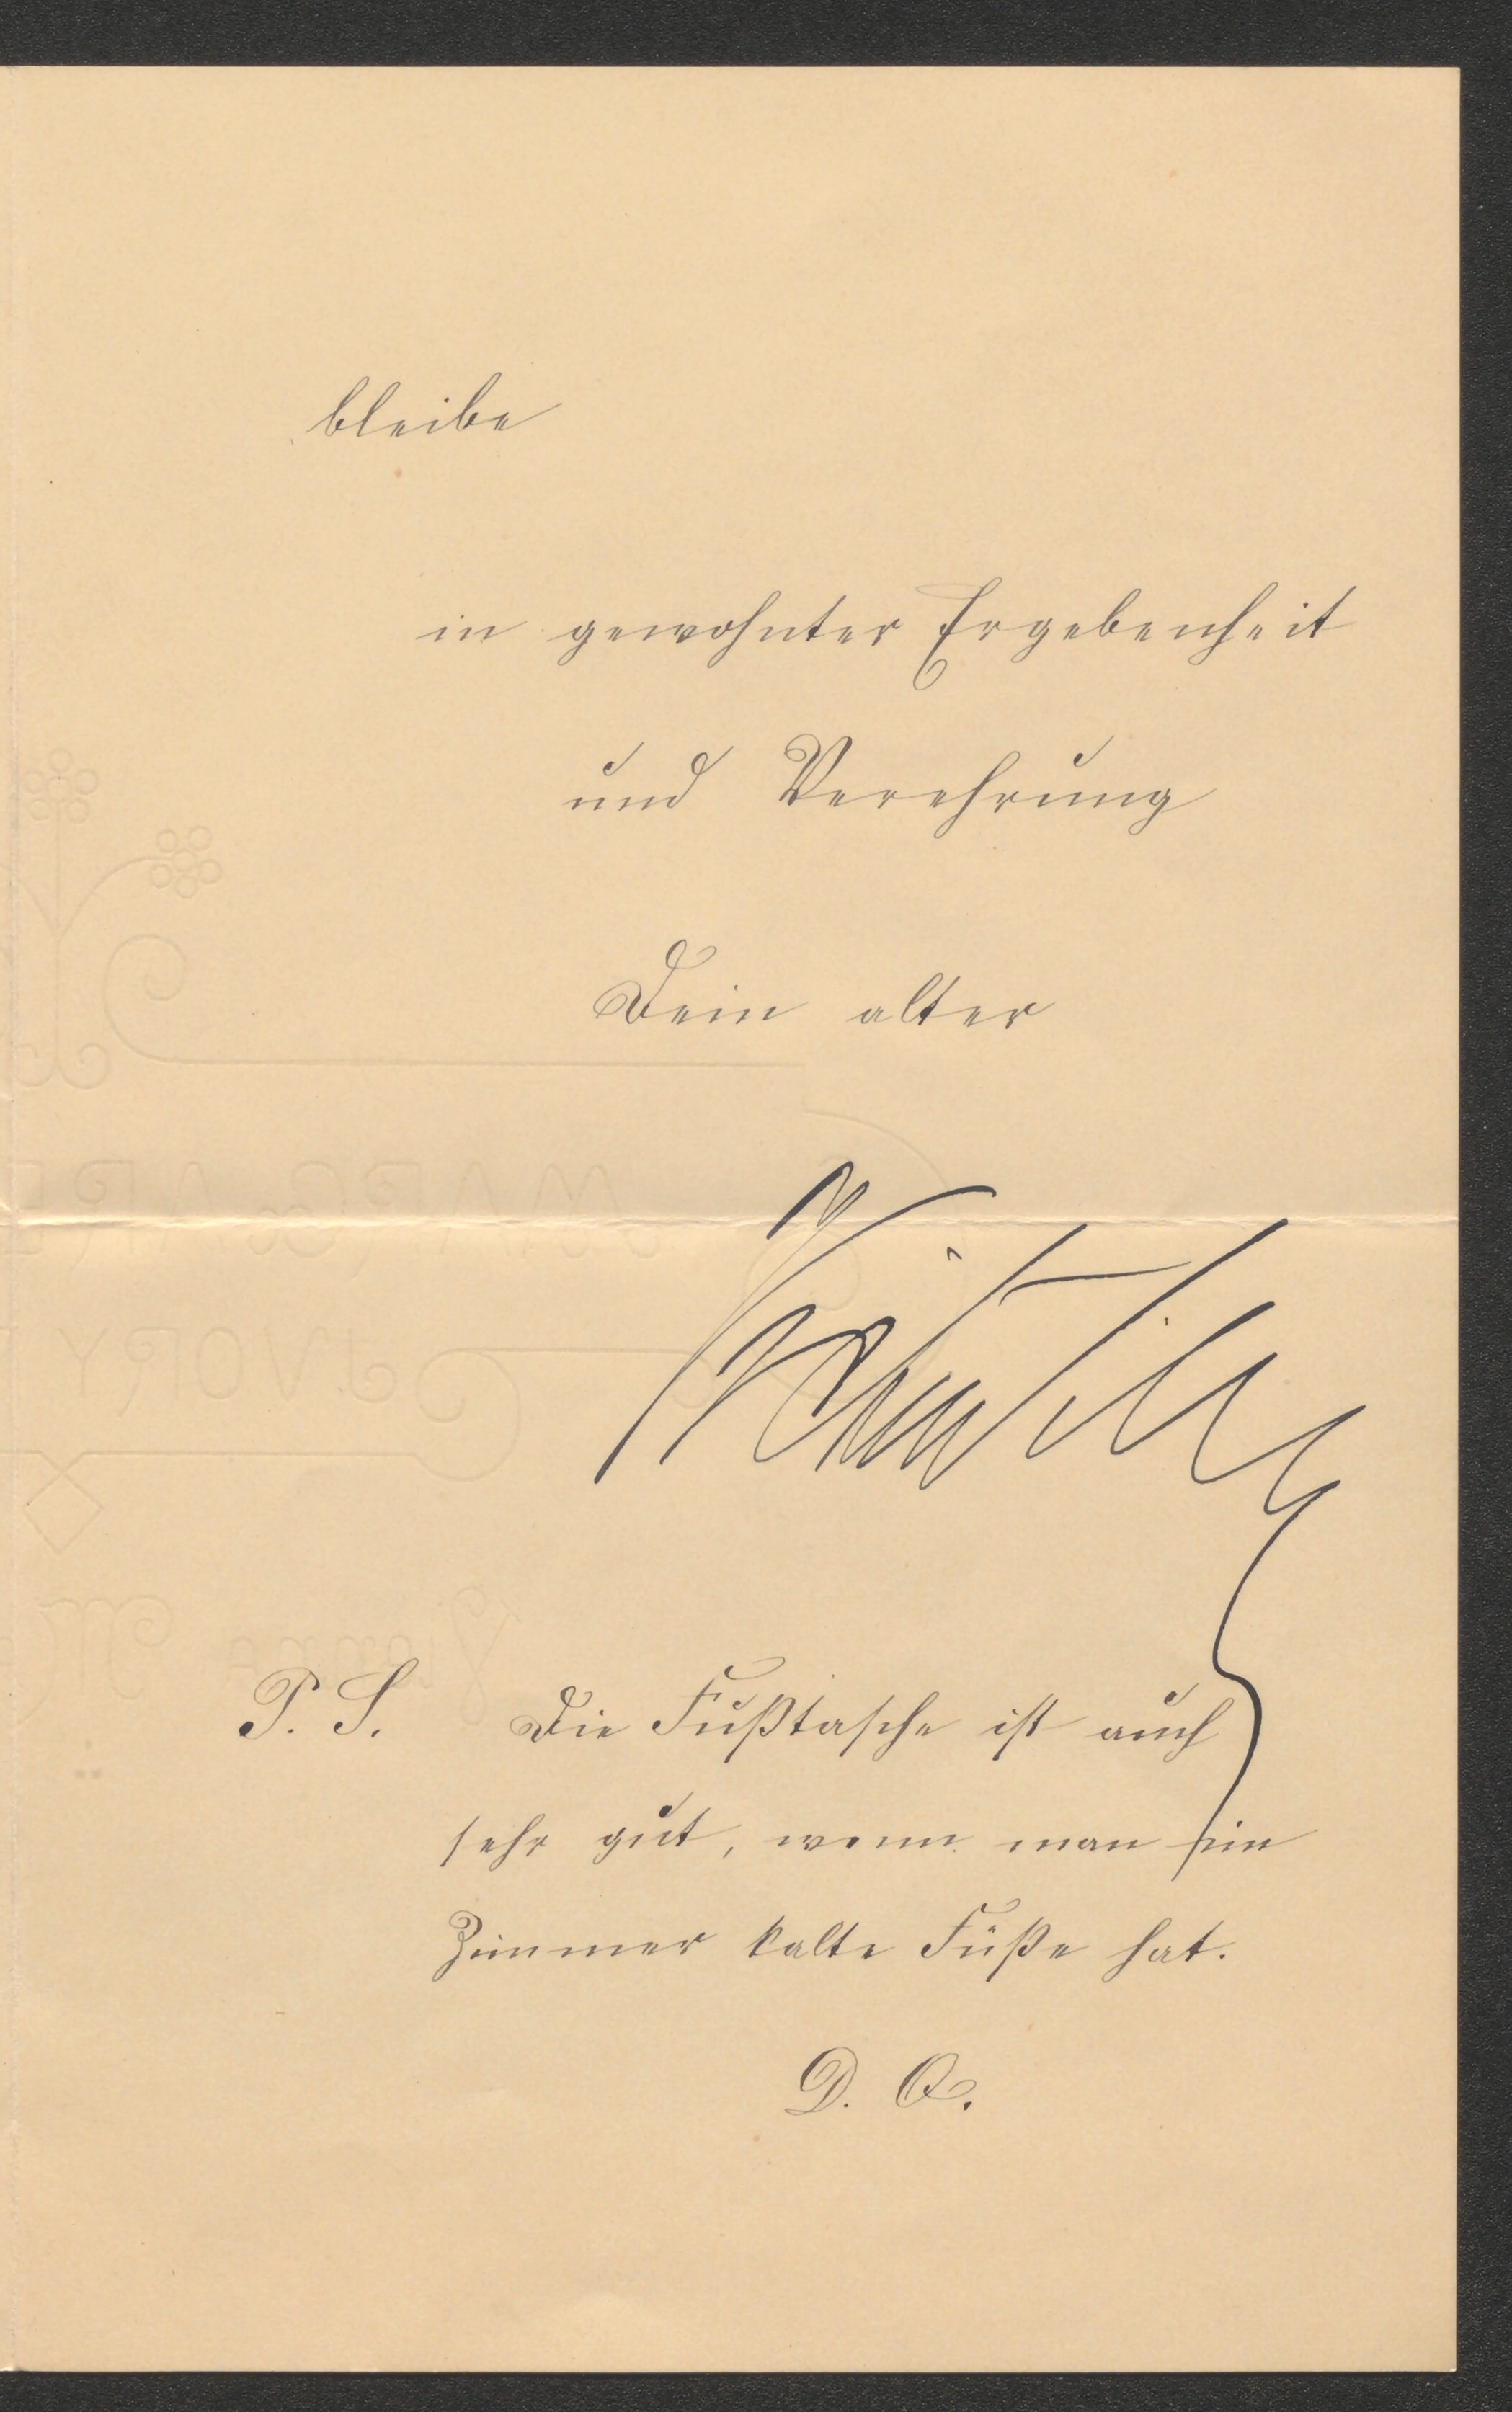 bleibe
in gewohnter Ergebenheit
und Verehrung
Dein alter
P. S. Die Fußtasche ist auch
sehr gut, wenn man im
Zimmer kalte Füße hat.
D. O.